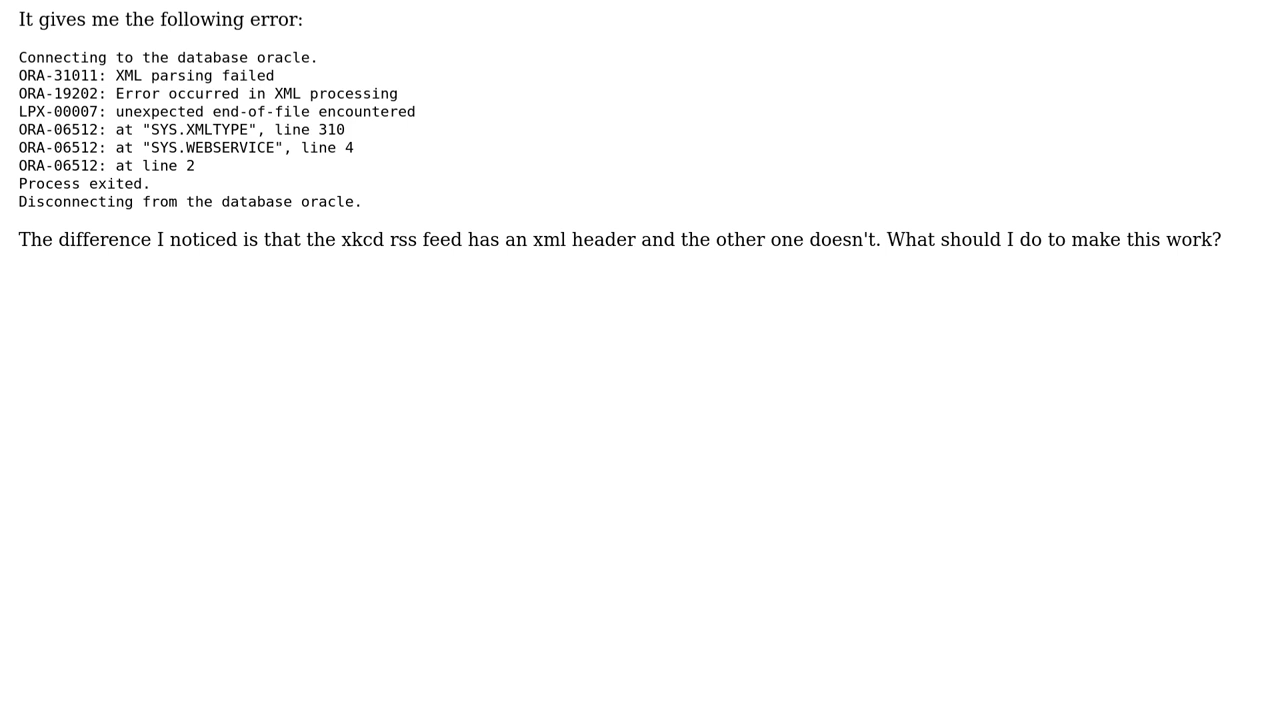 It gives me the following error:
Connecting to the database oracle.
ORA-31011: XML parsing failed
ORA-19202: Error occurred in XML processing
LPX-00007: unexpected end-of-file encountered
ORA-06512: at "SYS.XMLTYPE", line 310
ORA-06512: at "SYS.WEBSERVICE", line 4
ORA-06512: at line 2
Process exited.
Disconnecting from the database oracle.
The difference I noticed is that the xkcd rss feed has an xml header and the other one doesn't. What should I do to make this work?